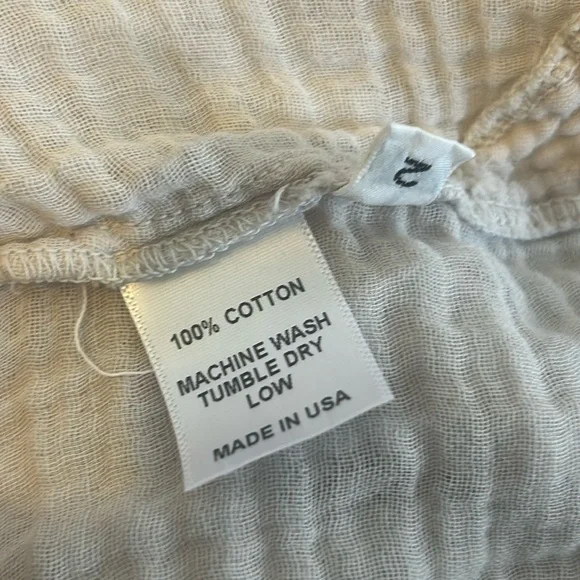 2
100% COTTON
MACHINE WASH
TUMBLE DRY
LOW
MADE IN USA